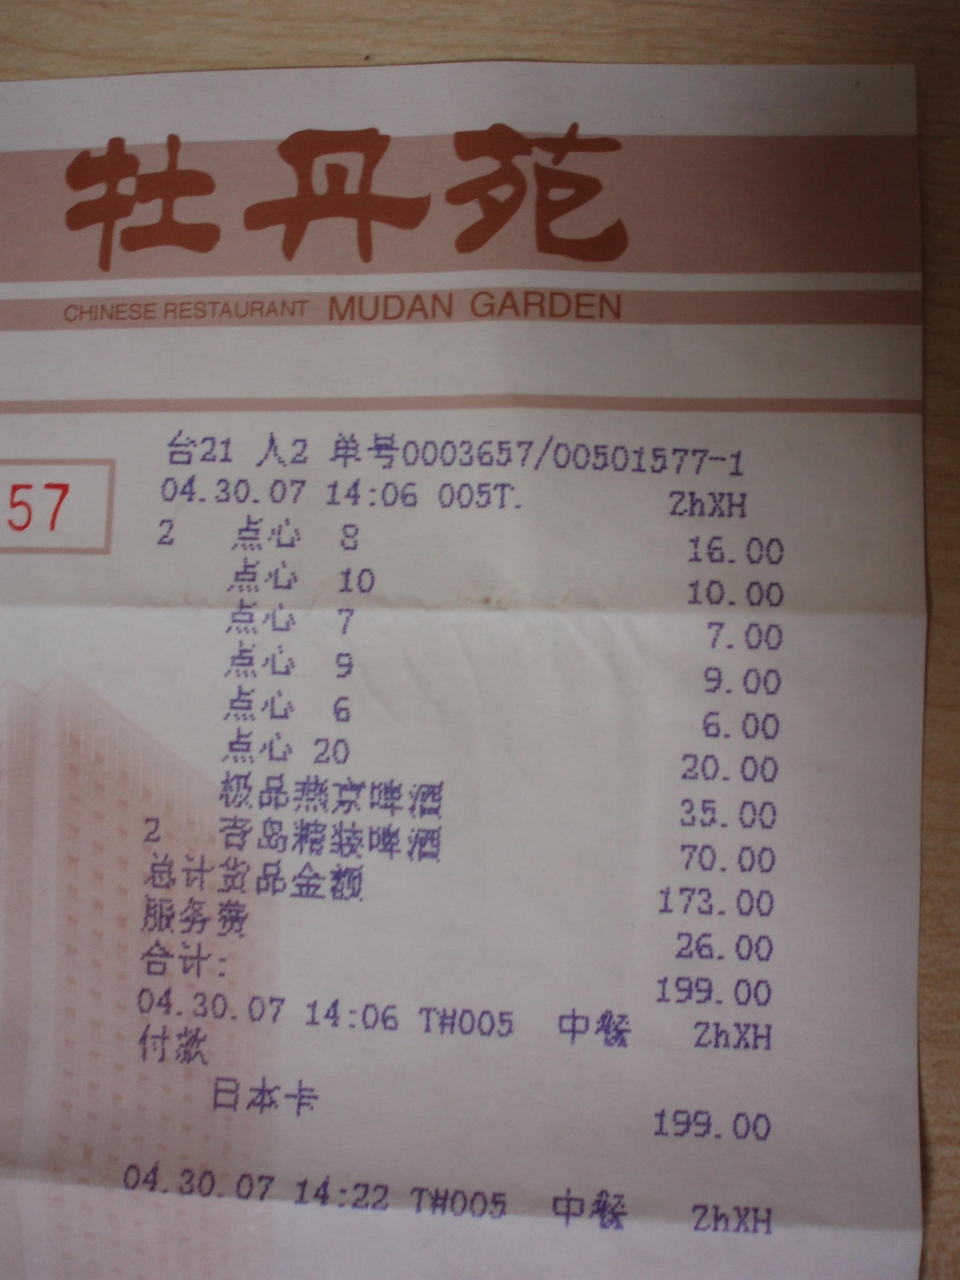 牡丹苑
CHINESE RESTAURANT MUDAN GARDEN
台21 人2 单号0003657/00501577-1
57
04.30.07 14:06 005T. ZhXH
2 点心 8 16.00
点心 10 10.00
点心 7 7.00
点心 9 9.00
点心 6 6.00
点心 20 20.00
极品燕京啤酒 35.00
2 青岛精装啤酒 70.00
总计货品金额 173.00
服务费 26.00
合计: 199.00
04.30.07 14:06 T#005 中餐 ZhXH
付款
日本卡 199.00
04.30.07 14:22 T#005 中餐 ZhXH